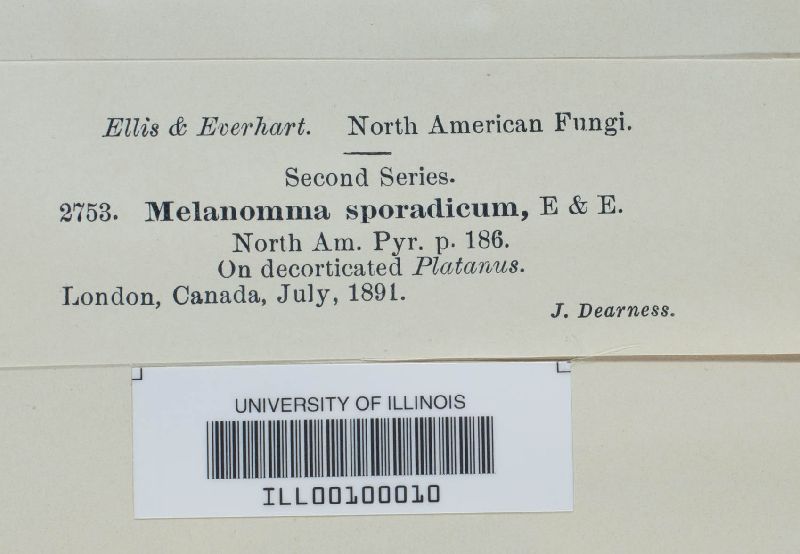 Ellis & Everhart. North American Fungi.
Second Series.
2753. Melanomma sporadicum, E & E.
North Am. Pyr. p. 186.
On decorticated Platanus.
London, Canada, July, 1891.
J. Dearness.
UNIVERSITY OF ILLINOIS
ILL00100010